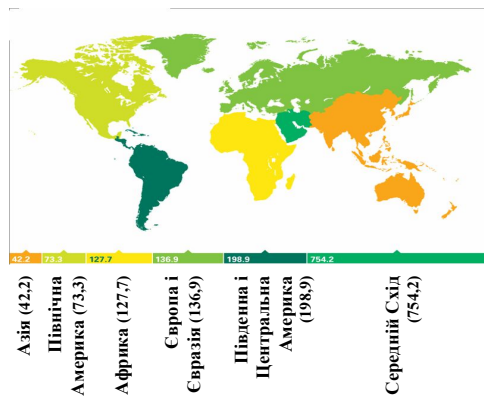 42.2 73.3 127.7 136.9 198.9 754.2
Азія (42,2)
Північна
Америка (73,3)
Африка (127,7)
Європа і
Євразія (136,9)
Південна і
Центральна
Америка
(198,9)
Середній Схід
(754,2)